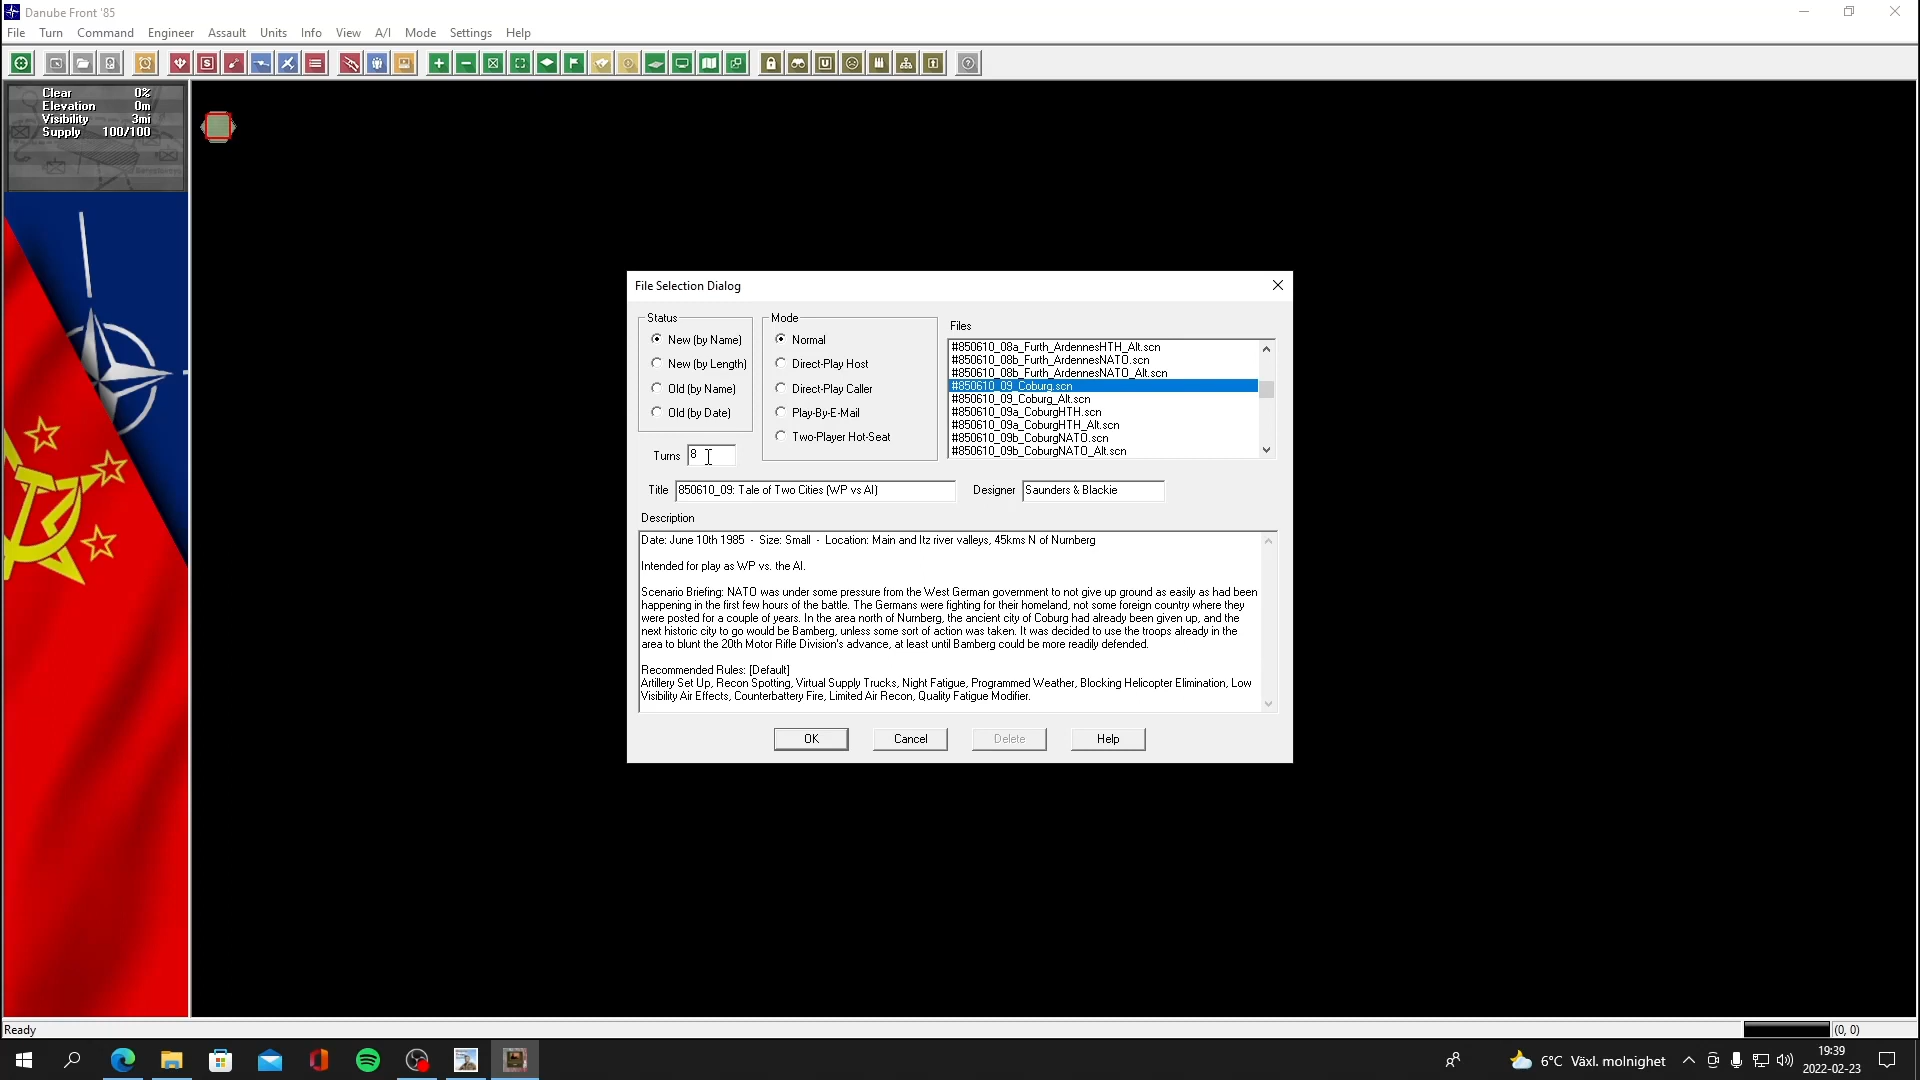 Danube Front '85
File Turn Command Engineer Assault Units Info View A/I Mode Settings Help
Clear 0%
Elevation 0m
Visibility 3mi
Supply 100/100
File Selection Dialog
Status
New (by Name)
New (by Length)
Old (by Name)
Old (by Date)
Mode
Normal
Direct-Play Host
Direct-Play Caller
Play-By-E-Mail
Two-Player Hot-Seat
Files
#850610_08a_Furth_ArdennesHTH_Alt.scn
#850610_08b_Furth_ArdennesNATO.scn
#850610_08b_Furth_ArdennesNATO_Alt.scn
#850610_09_Coburg.scn
#850610_09_Coburg_Alt.scn
#850610_09a_CoburgHTH.scn
#850610_09a_CoburgHTH_Alt.scn
#850610_09b_CoburgNATO.scn
#850610_09b_CoburgNATO_Alt.scn
Turns 8
Title 850610_09: Tale of Two Cities (WP vs AI) Designer Saunders & Blackie
Description
Date: June 10th 1985 - Size: Small - Location: Main and Itz river valleys, 45kms N of Nurnberg
Intended for play as WP vs. the AI.
Scenario Briefing: NATO was under some pressure from the West German government to not give up ground as easily as had been
happening in the first few hours of the battle. The Germans were fighting for their homeland, not some foreign country where they
were posted for a couple of years. In the area north of Nurnberg, the ancient city of Coburg had already been given up, and the
next historic city to go would be Bamberg, unless some sort of action was taken. It was decided to use the troops already in the
area to blunt the 20th Motor Rifle Division's advance, at least until Bamberg could be more readily defended.
Recommended Rules: [Default]
Artillery Set Up, Recon Spotting, Virtual Supply Trucks, Night Fatigue, Programmed Weather, Blocking Helicopter Elimination, Low
Visibility Air Effects, Counterbattery Fire, Limited Air Recon, Quality Fatigue Modifier.
OK Cancel Delete Help
Ready (0, 0)
6°C Växl. molnighet
19:39
2022-02-23